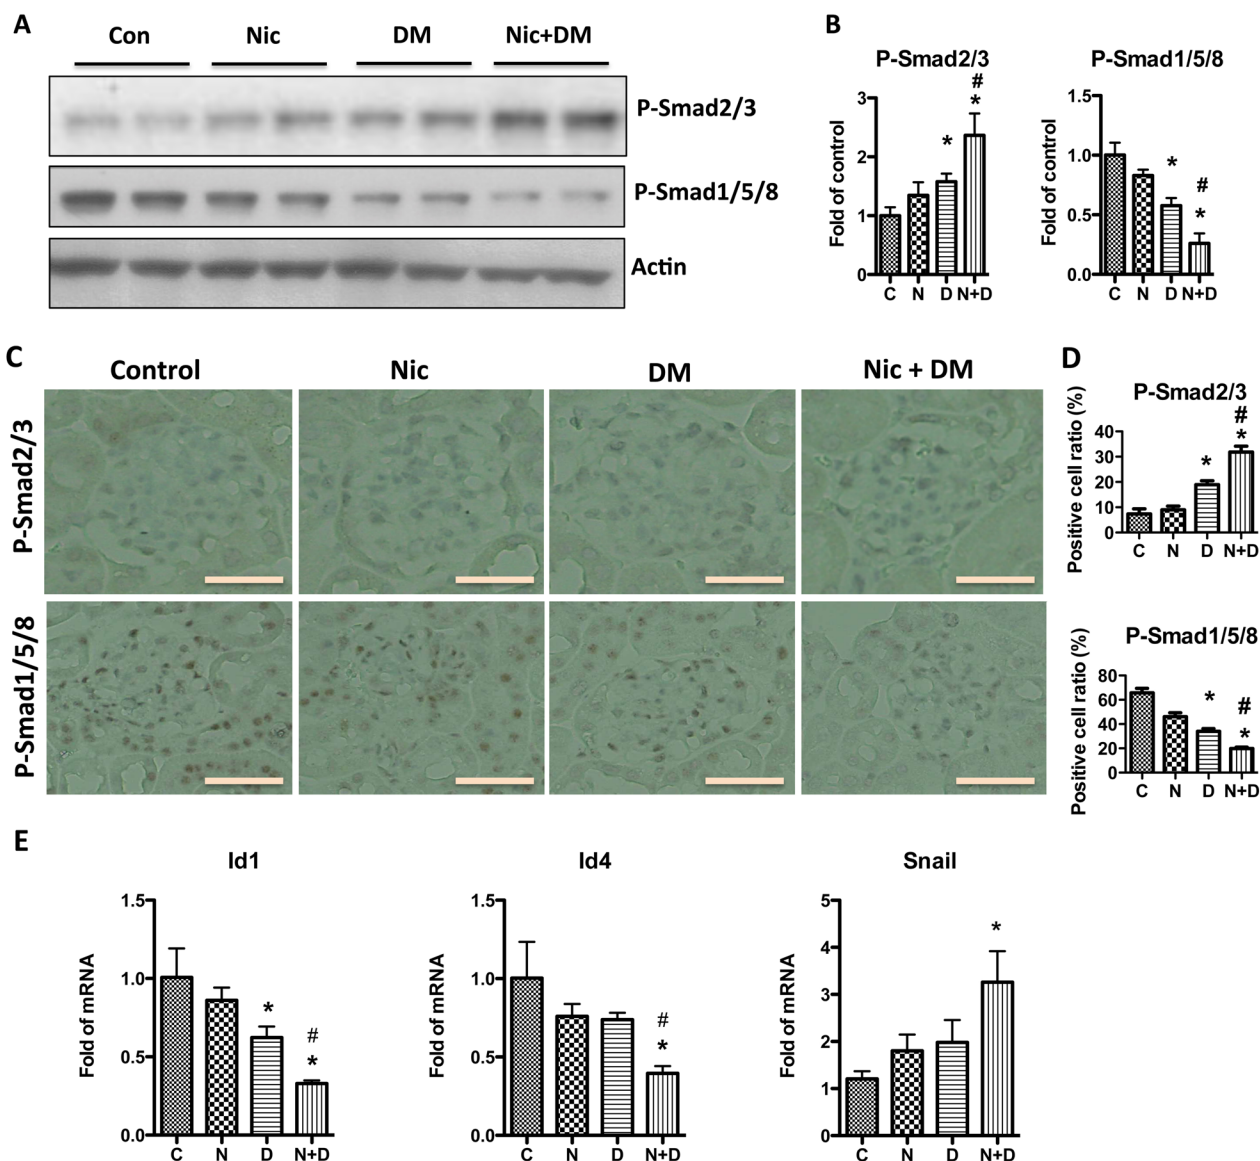 A
Con Nic DM Nic+DM
P-Smad2/3
P-Smad1/5/8
Actin
B
P-Smad2/3
Fold of control
3
2
1
0
#
*
*
C N D N+D
P-Smad1/5/8
Fold of control
1.5
1.0
0.5
0.0
*
#
*
C N D N+D
C
Control Nic DM Nic + DM
P-Smad2/3
P-Smad1/5/8
D
P-Smad2/3
Positive cell ratio (%)
40
30
20
10
0
#
*
*
C N D N+D
P-Smad1/5/8
Positive cell ratio (%)
80
60
40
20
0
*
#
*
C N D N+D
E
Id1
Fold of mRNA
1.5
1.0
0.5
0.0
*
#
*
C N D N+D
Id4
Fold of mRNA
1.5
1.0
0.5
0.0
#
*
C N D N+D
Snail
Fold of mRNA
5
4
3
2
1
0
*
C N D N+D